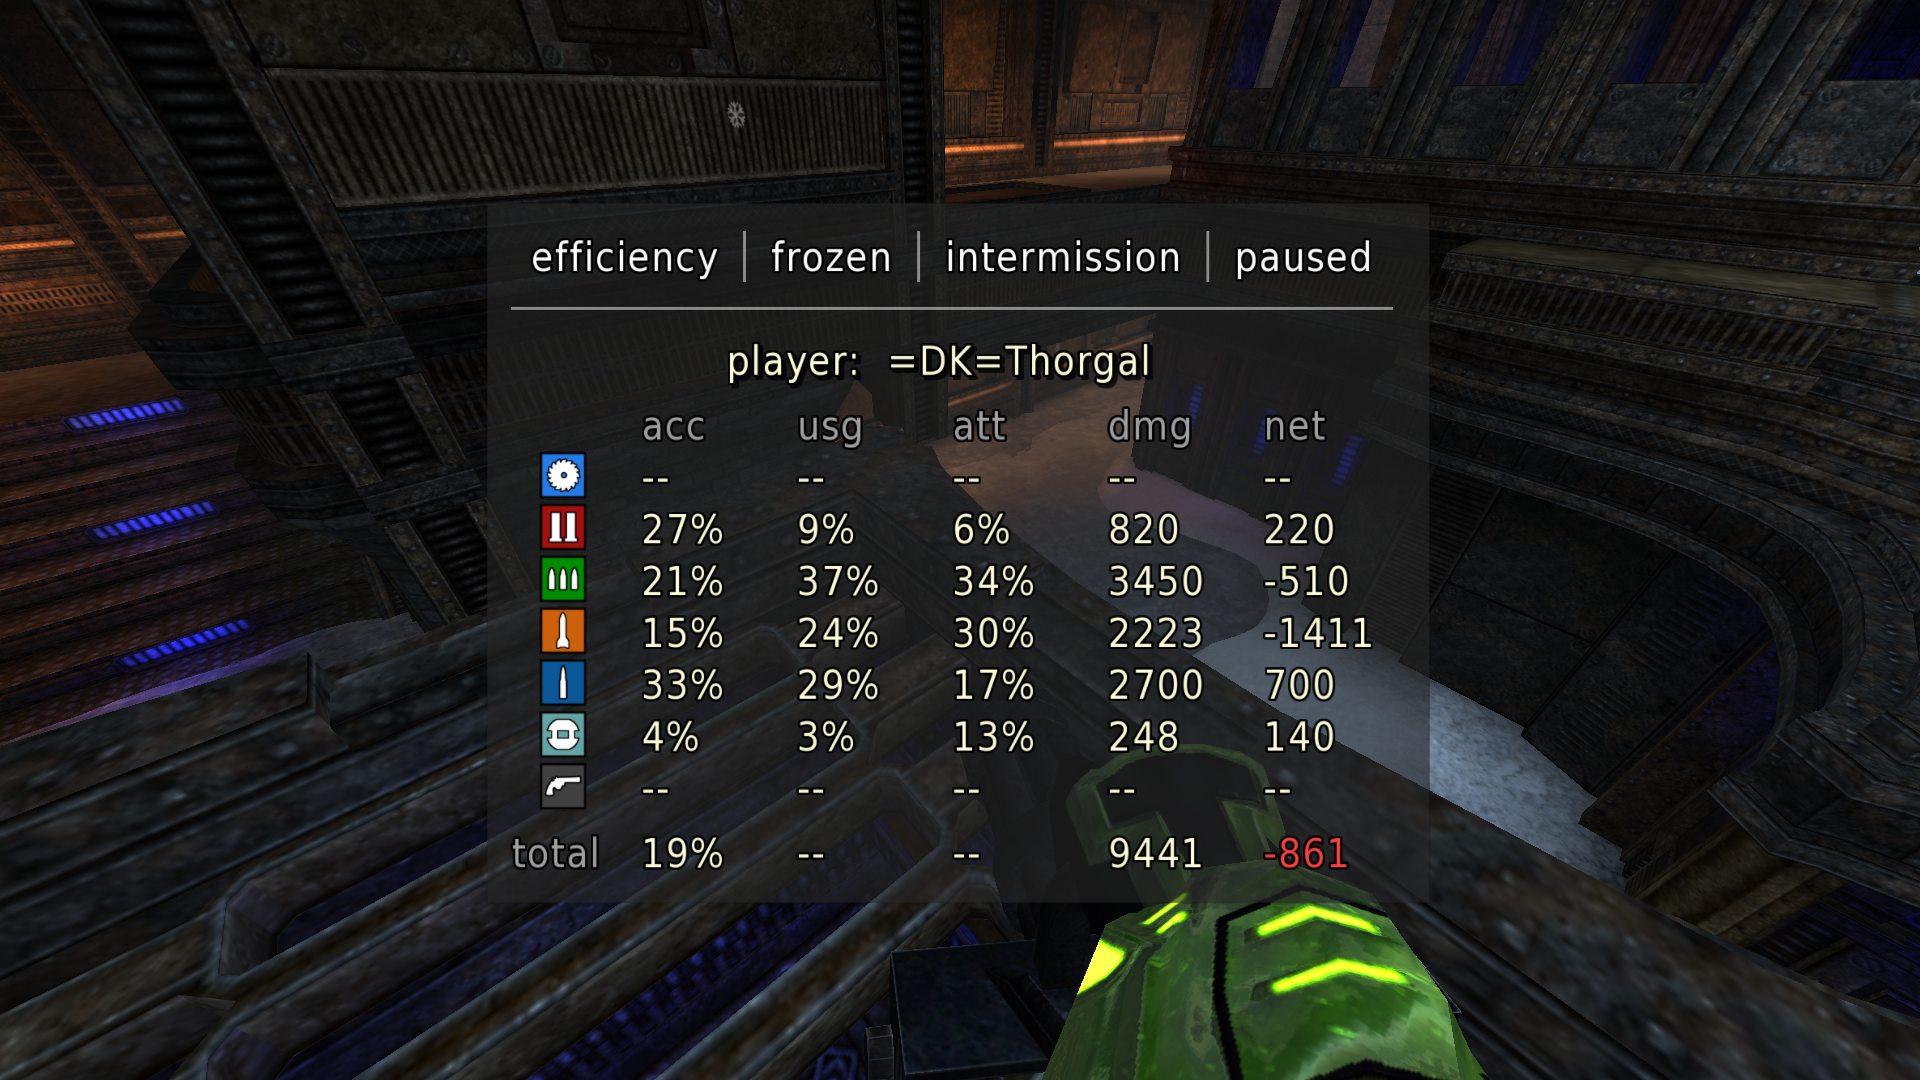 efficiency | frozen | intermission | paused
player: =DK=Thorgal
acc usg att dmg net
-- -- -- -- --
27% 9% 6% 820 220
21% 37% 34% 3450 -510
15% 24% 30% 2223 -1411
33% 29% 17% 2700 700
4% 3% 13% 248 140
-- -- -- -- --
total 19% -- -- 9441 -861